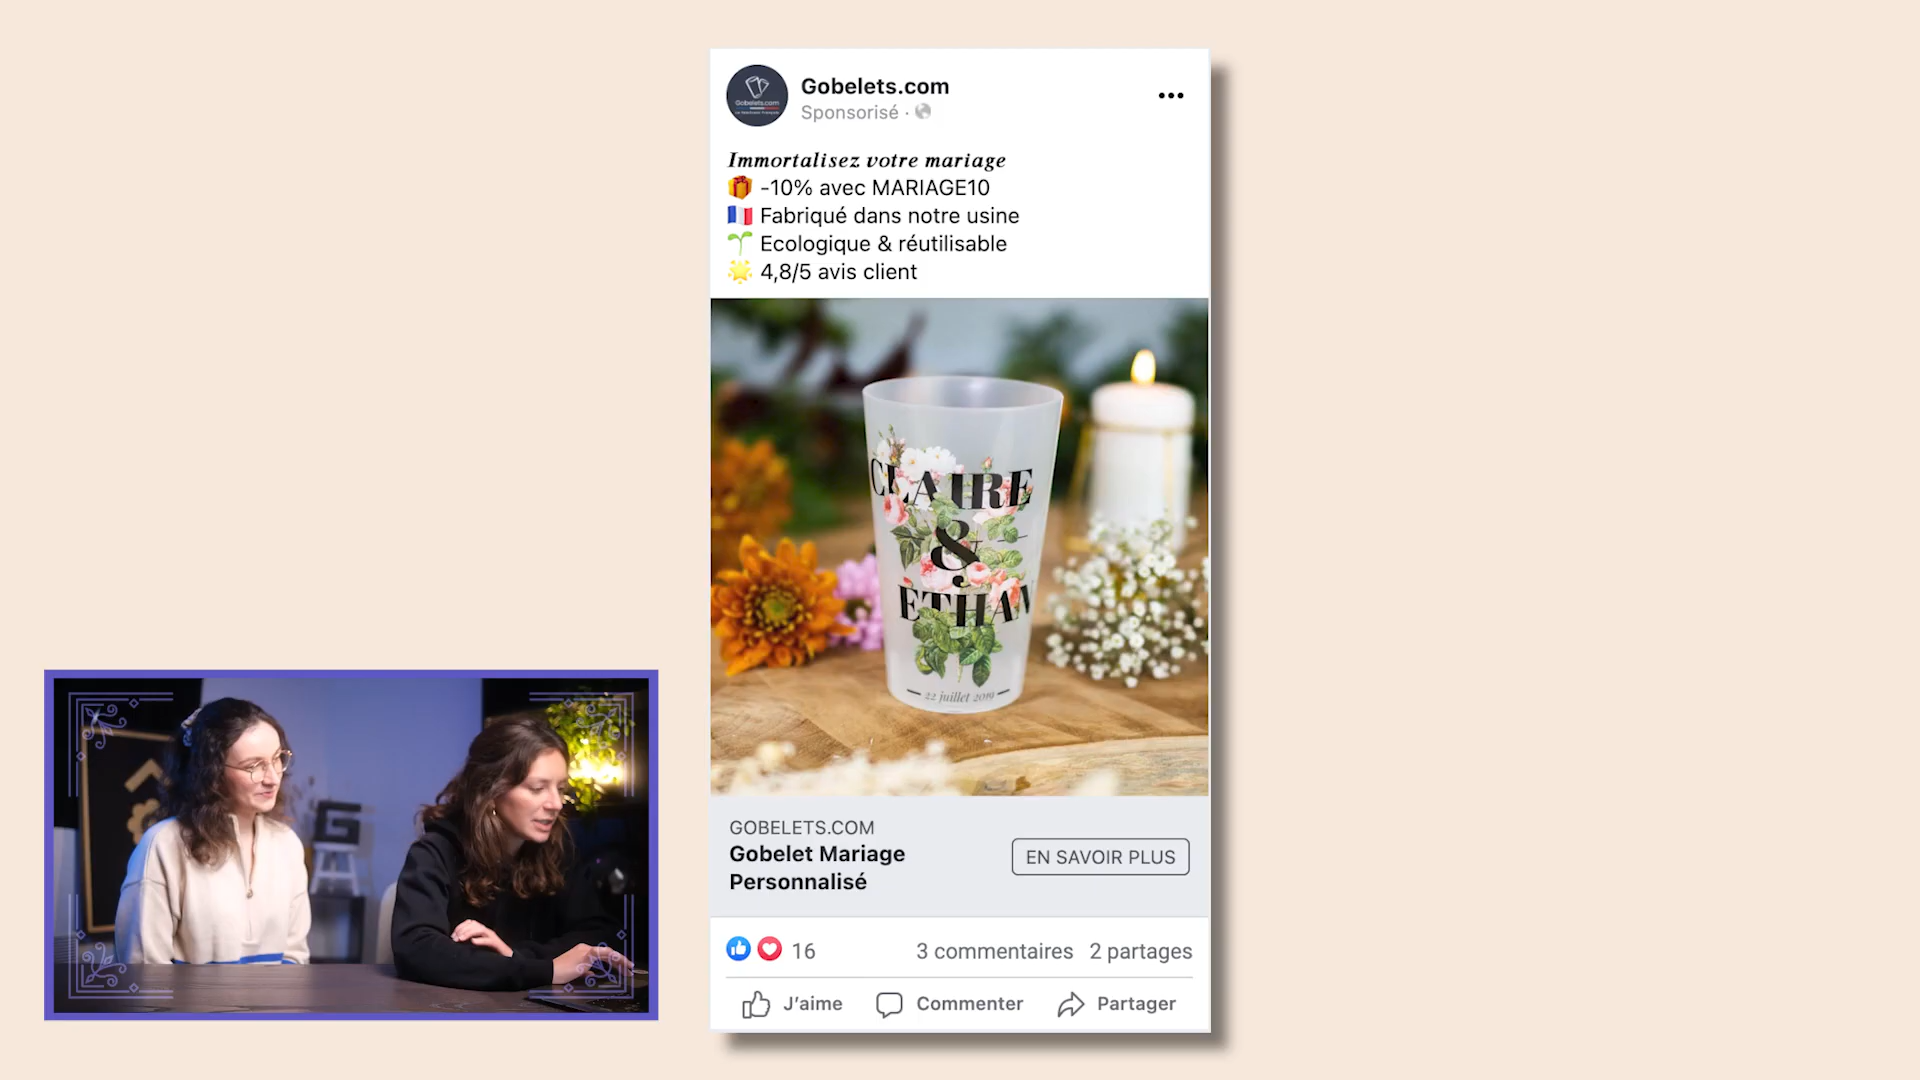 Gobelets.com
Gobelets.com
Sponsorisé ·
Immortalisez votre mariage
-10% avec MARIAGE10
Fabriqué dans notre usine
Ecologique & réutilisable
4,8/5 avis client
CLAIRE
&
ETHAN
22 juillet 2019
GOBELETS.COM
Gobelet Mariage
Personnalisé
EN SAVOIR PLUS
16 3 commentaires 2 partages
J'aime Commenter Partager